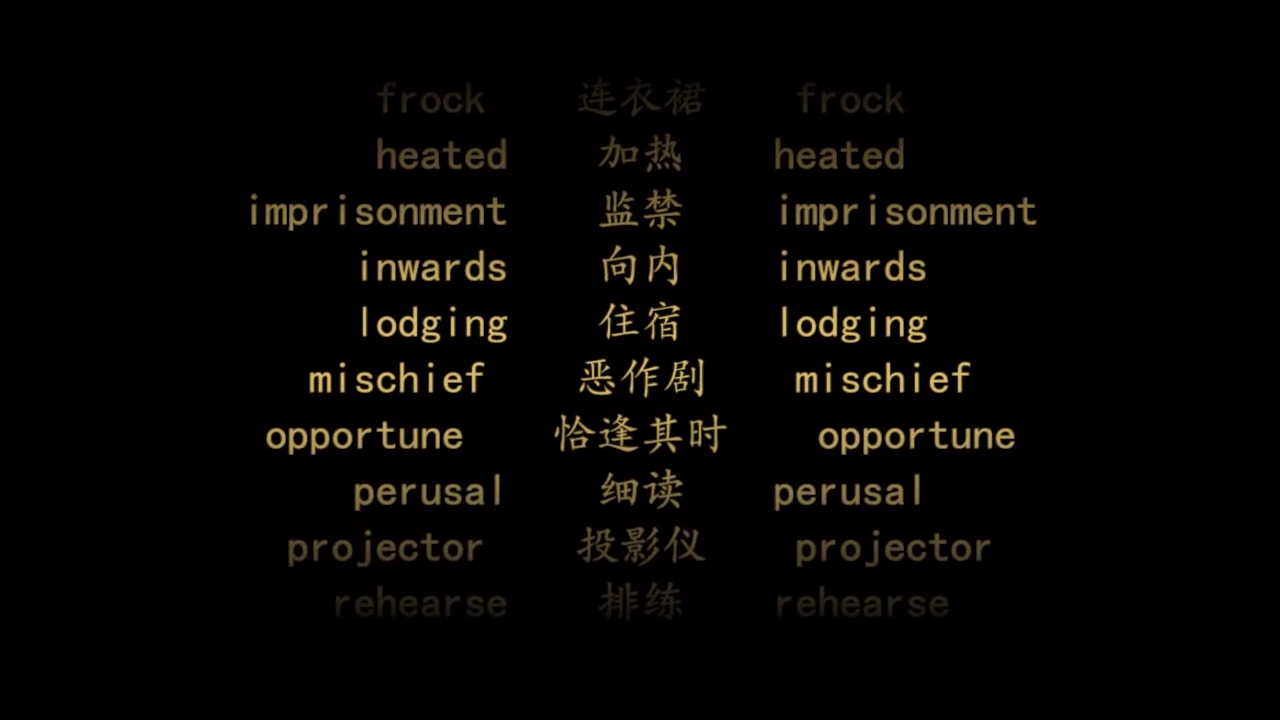 frock 连衣裙 frock
heated 加热 heated
imprisonment 监禁 imprisonment
inwards 向内 inwards
lodging 住宿 lodging
mischief 恶作剧 mischief
opportune 恰逢其时 opportune
perusal 细读 perusal
projector 投影仪 projector
rehearse 排练 rehearse